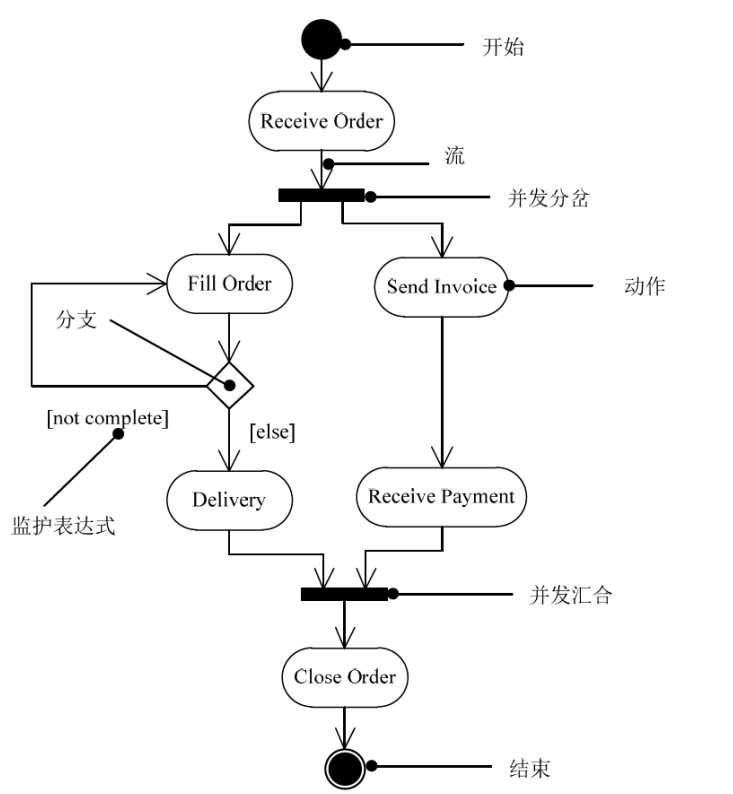 开始
Receive Order
流
并发分岔
Fill Order
Send Invoice
动作
分支
[not complete]
[else]
Delivery
Receive Payment
监护表达式
并发汇合
Close Order
结束